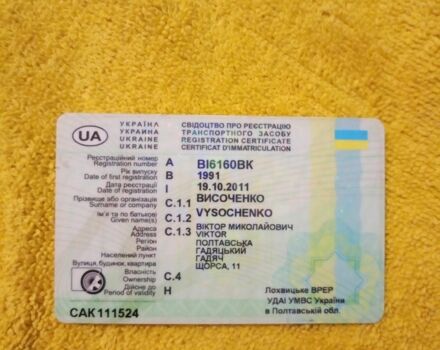 УКРАЇНА
УКРАИНА
UKRAINE
UKRAINE
UA
СВІДОЦТВО ПРО РЕЄСТРАЦІЮ
ТРАНСПОРТНОГО ЗАСОБУ
REGISTRATION CERTIFICATE
CERTIFICAT D'IMMATRICULATION
Реєстраційний номер
Registration number A ВІ6160ВК
Рік випуску
Date of first registration B 1991
Дата реєстрації
Date of registration I 19.10.2011
Прізвище або організація
Surname or company C.1.1 ВИСОЧЕНКО
Ім'я та по батькові
Given name(s) C.1.2 VYSOCHENKO
Адреса
Address C.1.3 ВІКТОР МИКОЛАЙОВИЧ
VIKTOR
Регіон ПОЛТАВСЬКА
Район ГАДЯЦЬКИЙ
Населений пункт ГАДЯЧ
Вулиця, будинок, квартира ЩОРСА, 11
Власність
Ownership C.4
Дійсне до
Period of validity H
Лохвицьке ВРЕР
УДАІ УМВС України
в Полтавській обл.
САК111524